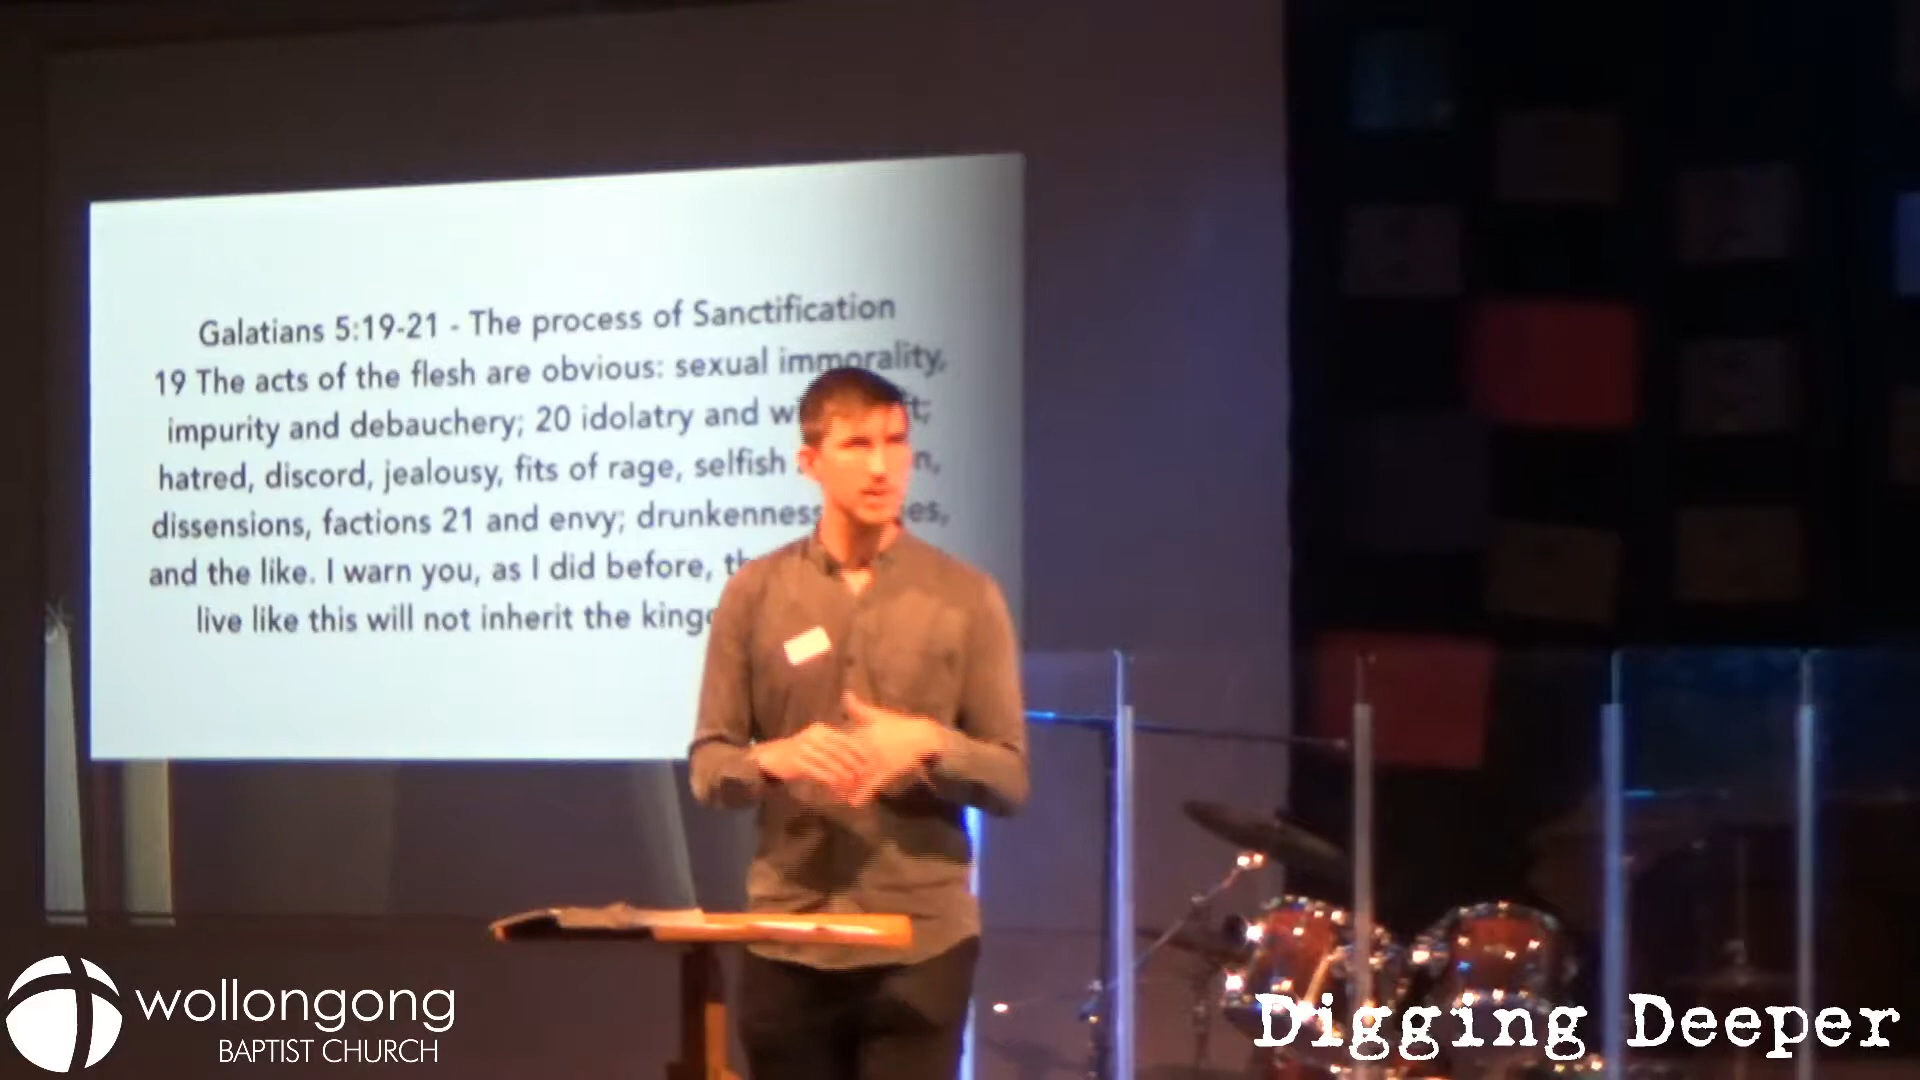 Galatians 5:19-21 - The process of Sanctification
19 The acts of the flesh are obvious: sexual immorality,
impurity and debauchery; 20 idolatry and
hatred, discord, jealousy, fits of rage, selfish
dissensions, factions 21 and envy; drunkenness
and the like. I warn you, as I did before,
live like this will not inherit the
wollongong
BAPTIST CHURCH
Digging Deeper